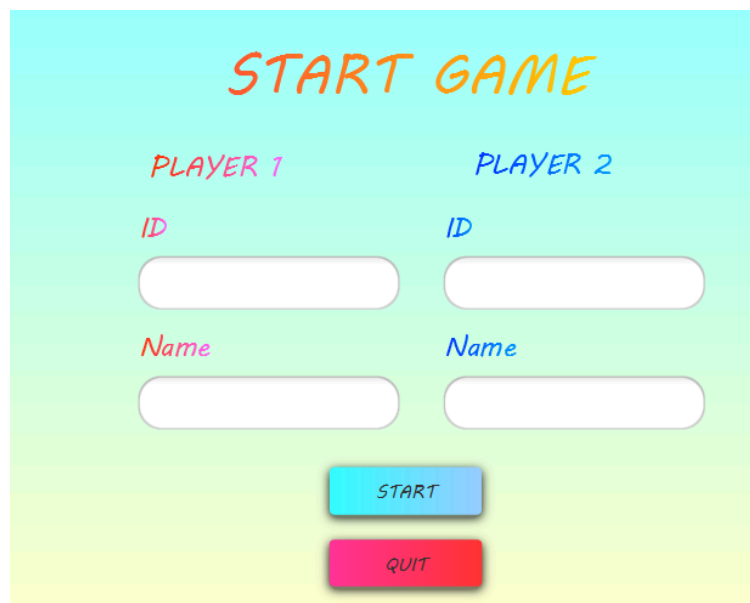 START GAME
PLAYER 1
PLAYER 2
ID
ID
Name
Name
START
QUIT